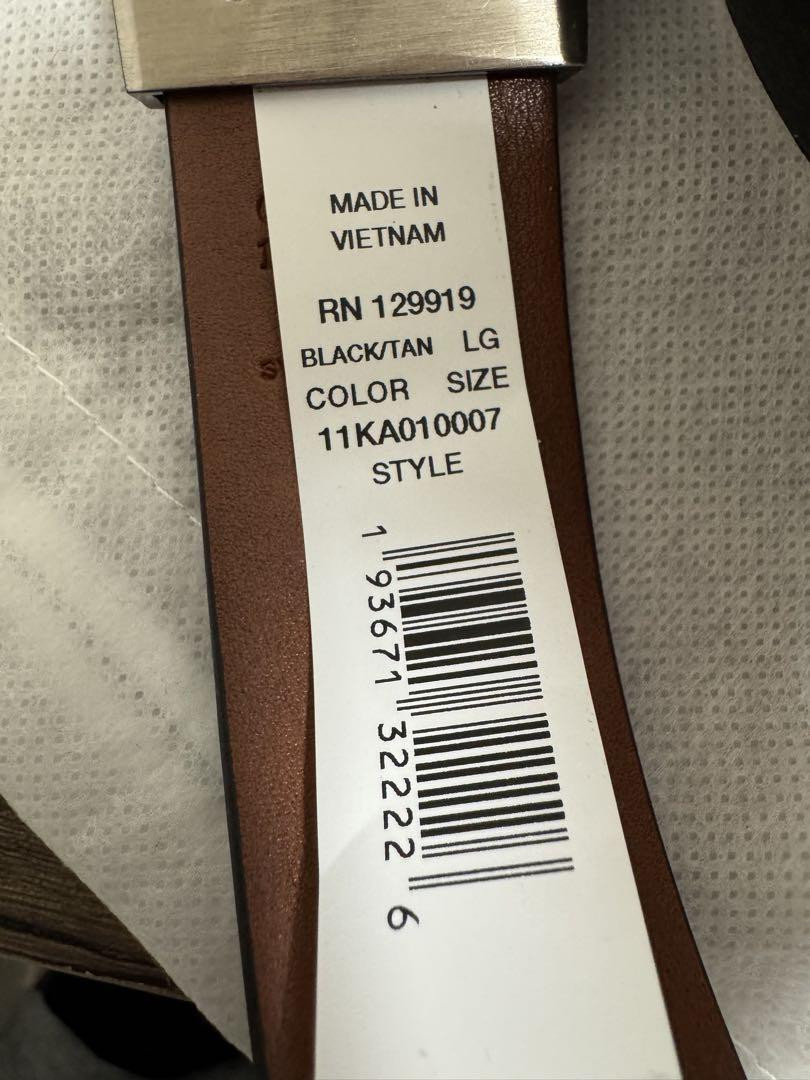 MADE IN
VIETNAM
RN 129919
BLACK/TAN LG
COLOR SIZE
11KA010007
STYLE
1 93671 32222 6